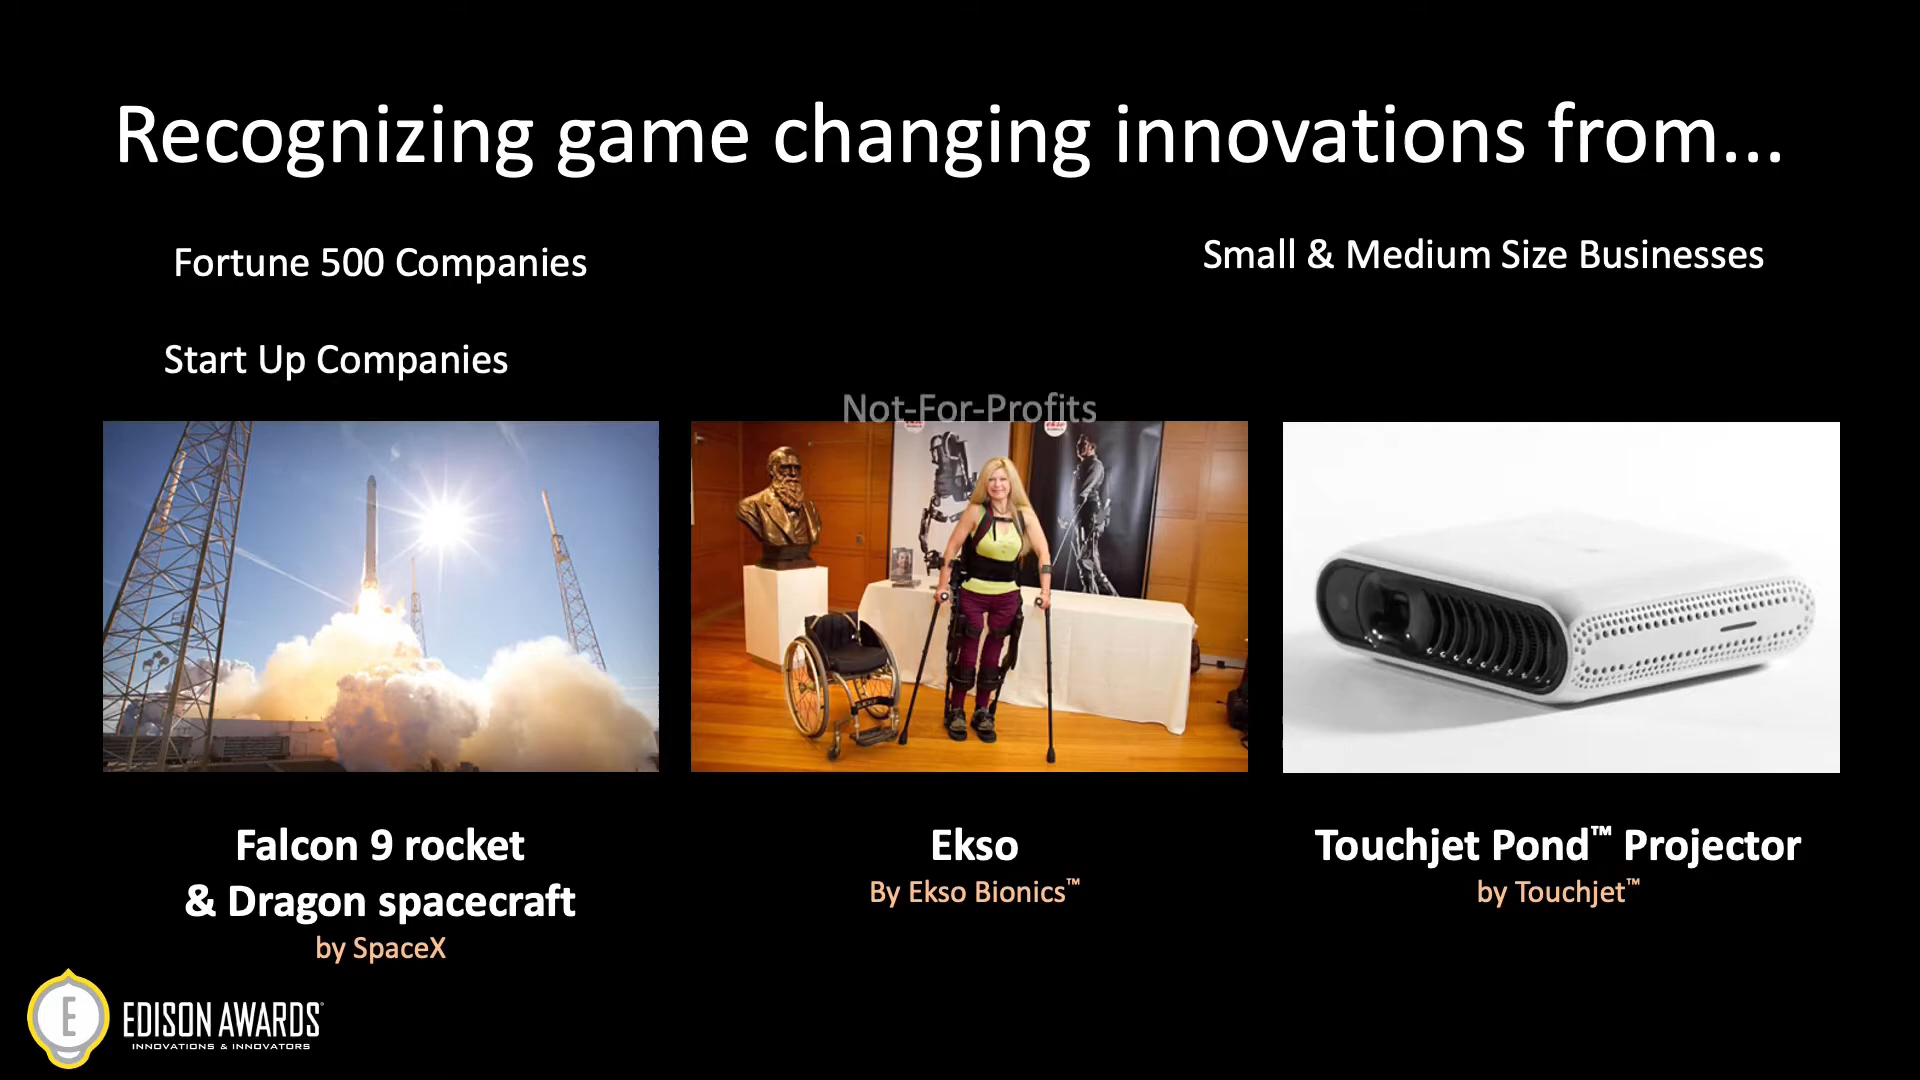 Recognizing game changing innovations from...
Fortune 500 Companies
Small & Medium Size Businesses
Start Up Companies
Not-For-Profits
Falcon 9 rocket
& Dragon spacecraft
by SpaceX
Ekso
By Ekso Bionics™
Touchjet Pond™ Projector
by Touchjet™
E
EDISON AWARDS
INNOVATIONS & INNOVATORS